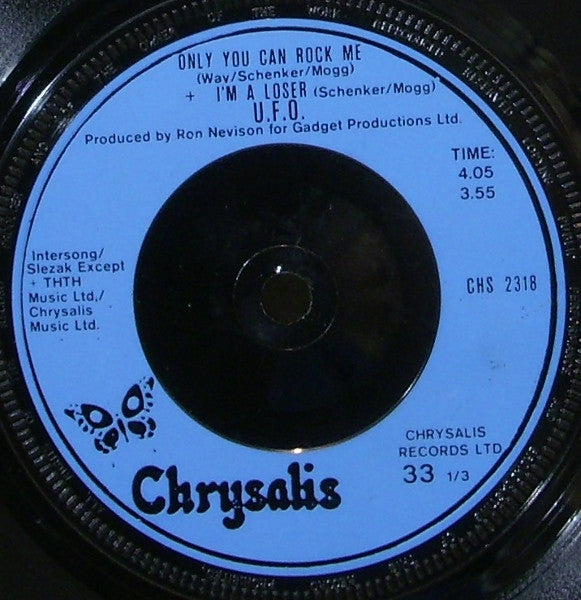 ONLY YOU CAN ROCK ME
(Way/Schenker/Mogg)
+ I'M A LOSER (Schenker/Mogg)
U.F.O.
Produced by Ron Nevison for Gadget Productions Ltd.
TIME:
4.05
3.55
Intersong/
Slezak Except
+ THTH
Music Ltd,/
Chrysalis
Music Ltd.
CHS 2318
Chrysalis
CHRYSALIS
RECORDS LTD
33 1/3